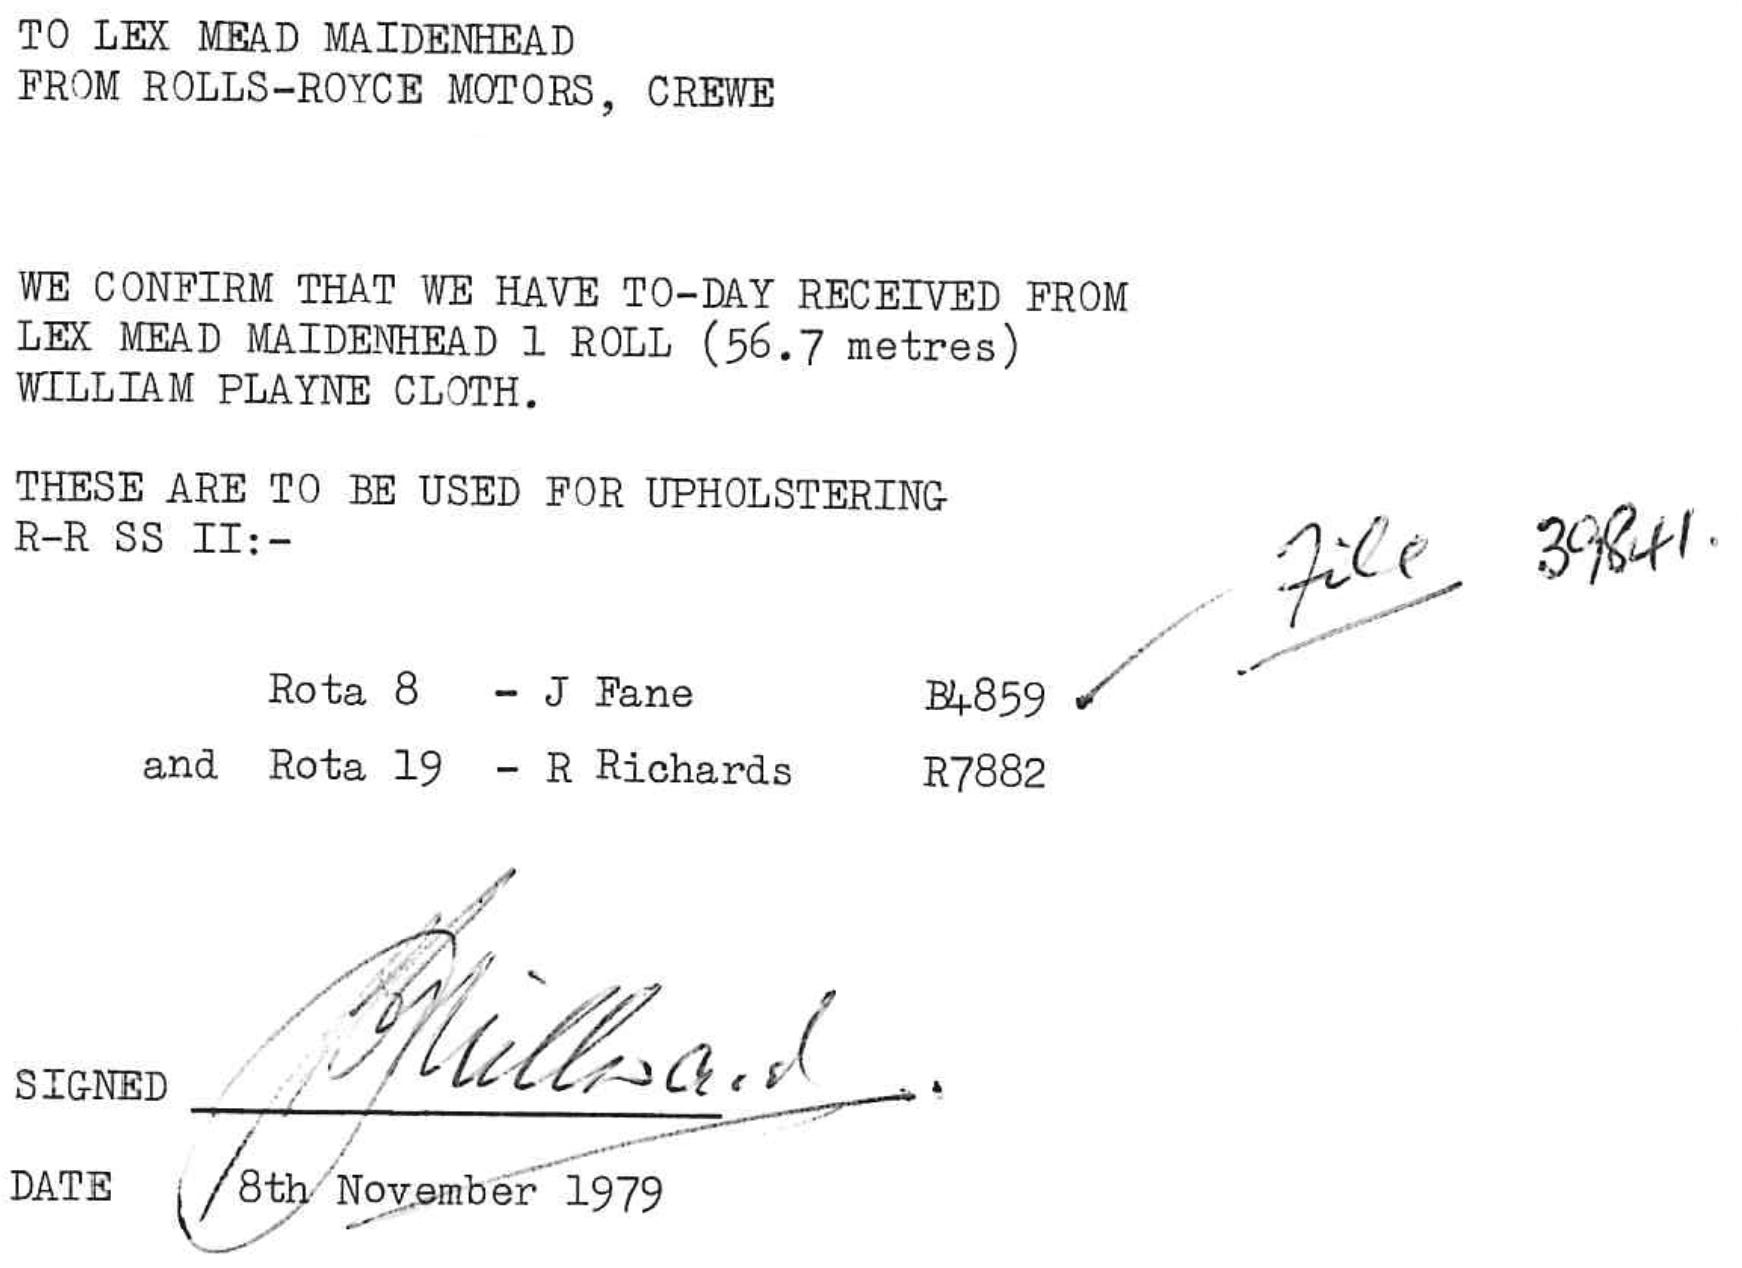 TO LEX MEAD MAIDENHEAD
FROM ROLLS-ROYCE MOTORS, CREWE
WE CONFIRM THAT WE HAVE TO-DAY RECEIVED FROM
LEX MEAD MAIDENHEAD 1 ROLL (56.7 metres)
WILLIAM PLAYNE CLOTH.
THESE ARE TO BE USED FOR UPHOLSTERING
R-R SS II:-
File 39841.
Rota 8 - J Fane B4859
and Rota 19 - R Richards R7882
SIGNED Millward
DATE 8th November 1979